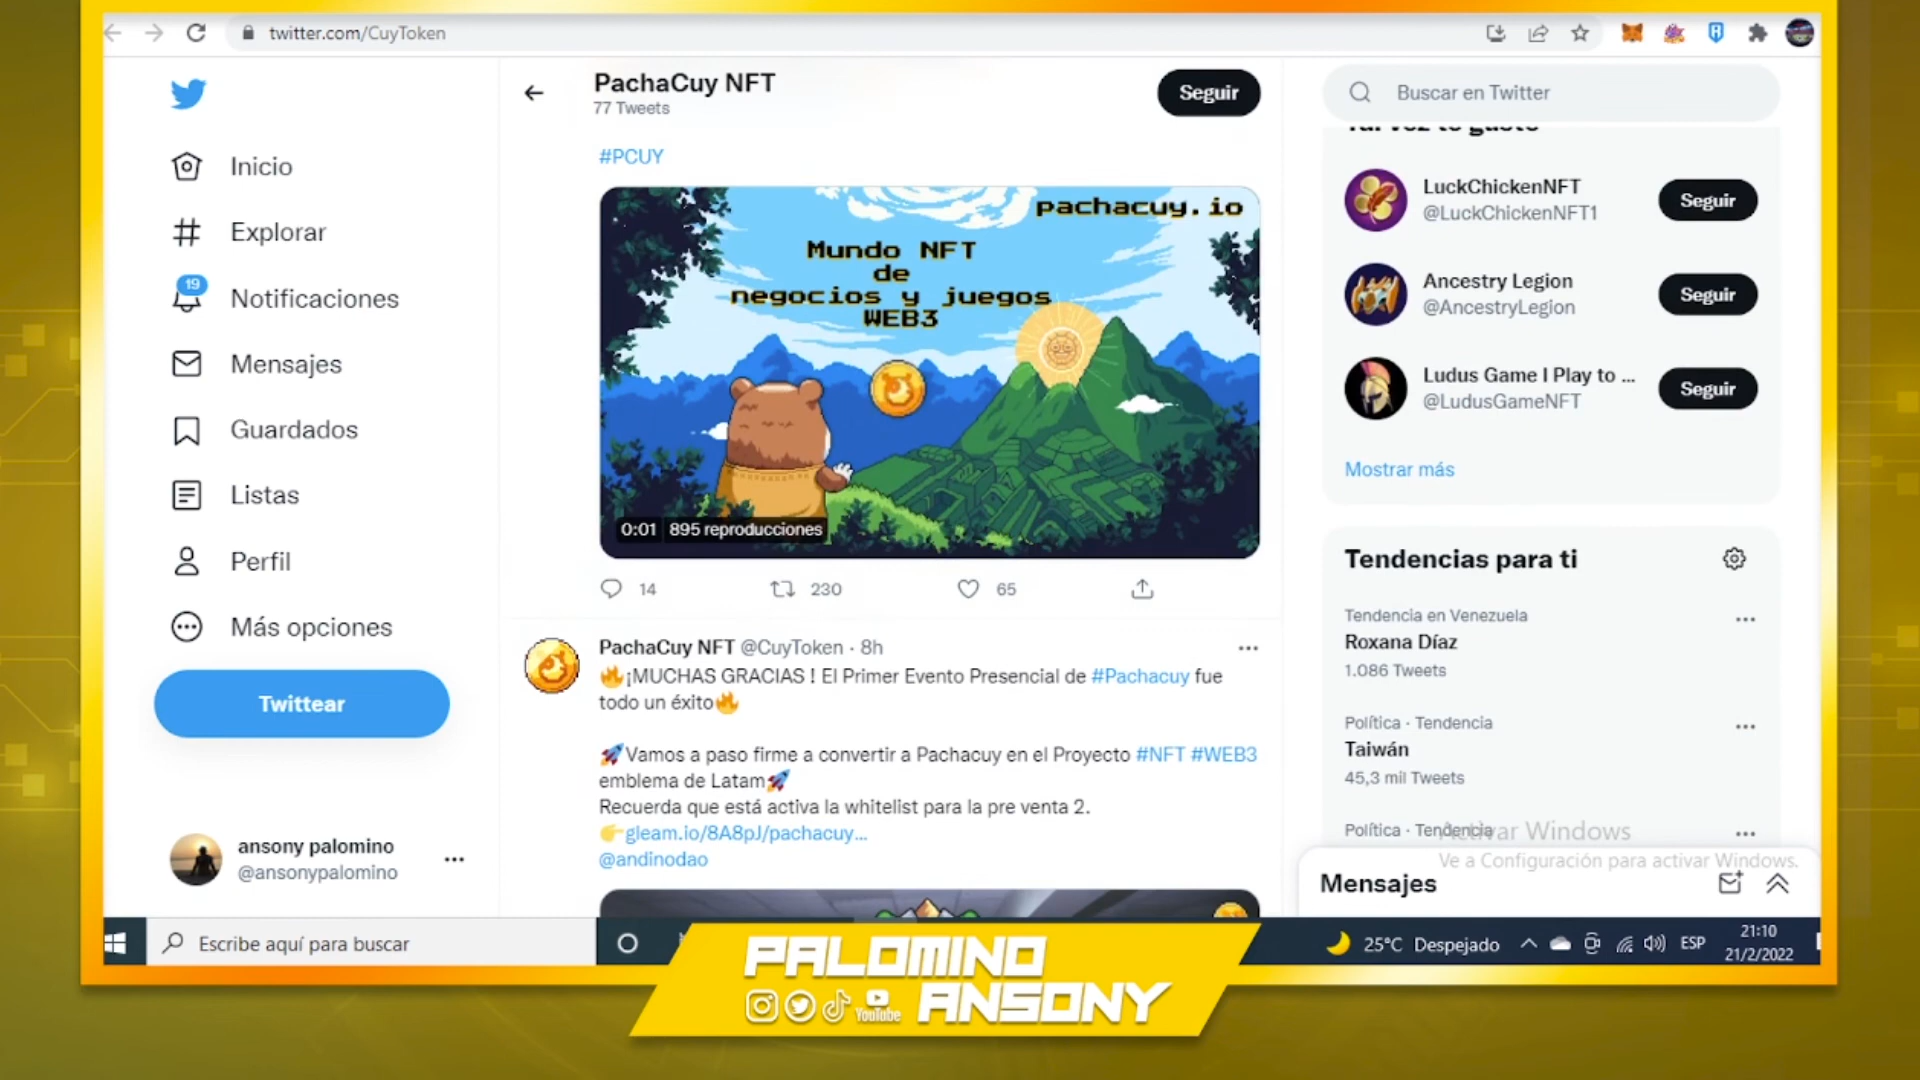 twitter.com/CuyToken
PachaCuy NFT
77 Tweets
Seguir
Buscar en Twitter
Inicio
Explorar
19
Notificaciones
Mensajes
Guardados
Listas
Perfil
Más opciones
Twittear
ansony palomino
@ansonypalomino
#PCUY
pachacuy.io
Mundo NFT
de
negocios y juegos
WEB3
0:01 895 reproducciones
14 230 65
PachaCuy NFT @CuyToken · 8h
🔥¡MUCHAS GRACIAS ! El Primer Evento Presencial de #Pachacuy fue
todo un éxito🔥
🚀Vamos a paso firme a convertir a Pachacuy en el Proyecto #NFT #WEB3
emblema de Latam🚀
Recuerda que está activa la whitelist para la pre venta 2.
👉gleam.io/8A8pJ/pachacuy...
@andinodao
Tal vez te guste
LuckChickenNFT
@LuckChickenNFT1
Seguir
Ancestry Legion
@AncestryLegion
Seguir
Ludus Game I Play to ...
@LudusGameNFT
Seguir
Mostrar más
Tendencias para ti
Tendencia en Venezuela
Roxana Díaz
1.086 Tweets
Política · Tendencia
Taiwán
45,3 mil Tweets
Política · Tendencia
Activar Windows
Ve a Configuración para activar Windows.
Mensajes
Escribe aquí para buscar
25°C Despejado
ESP
21:10
21/2/2022
PALOMINO
YouTube
ANSONY